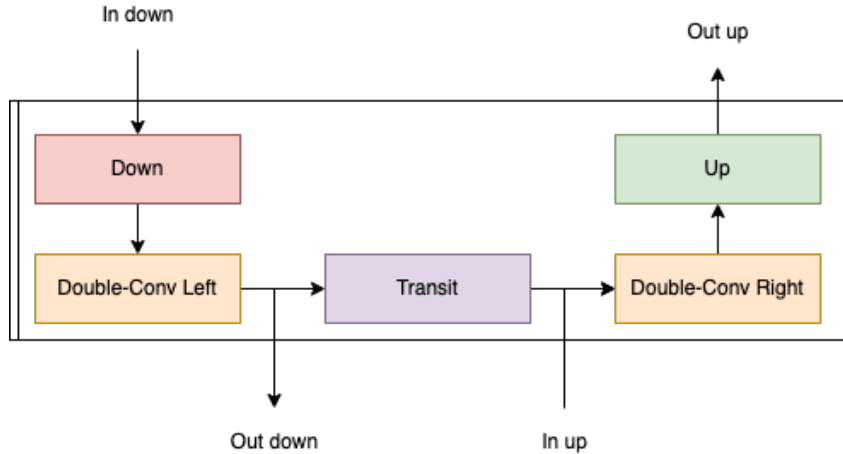 In down
Out up
Down
Up
Double-Conv Left
Transit
Double-Conv Right
Out down
In up